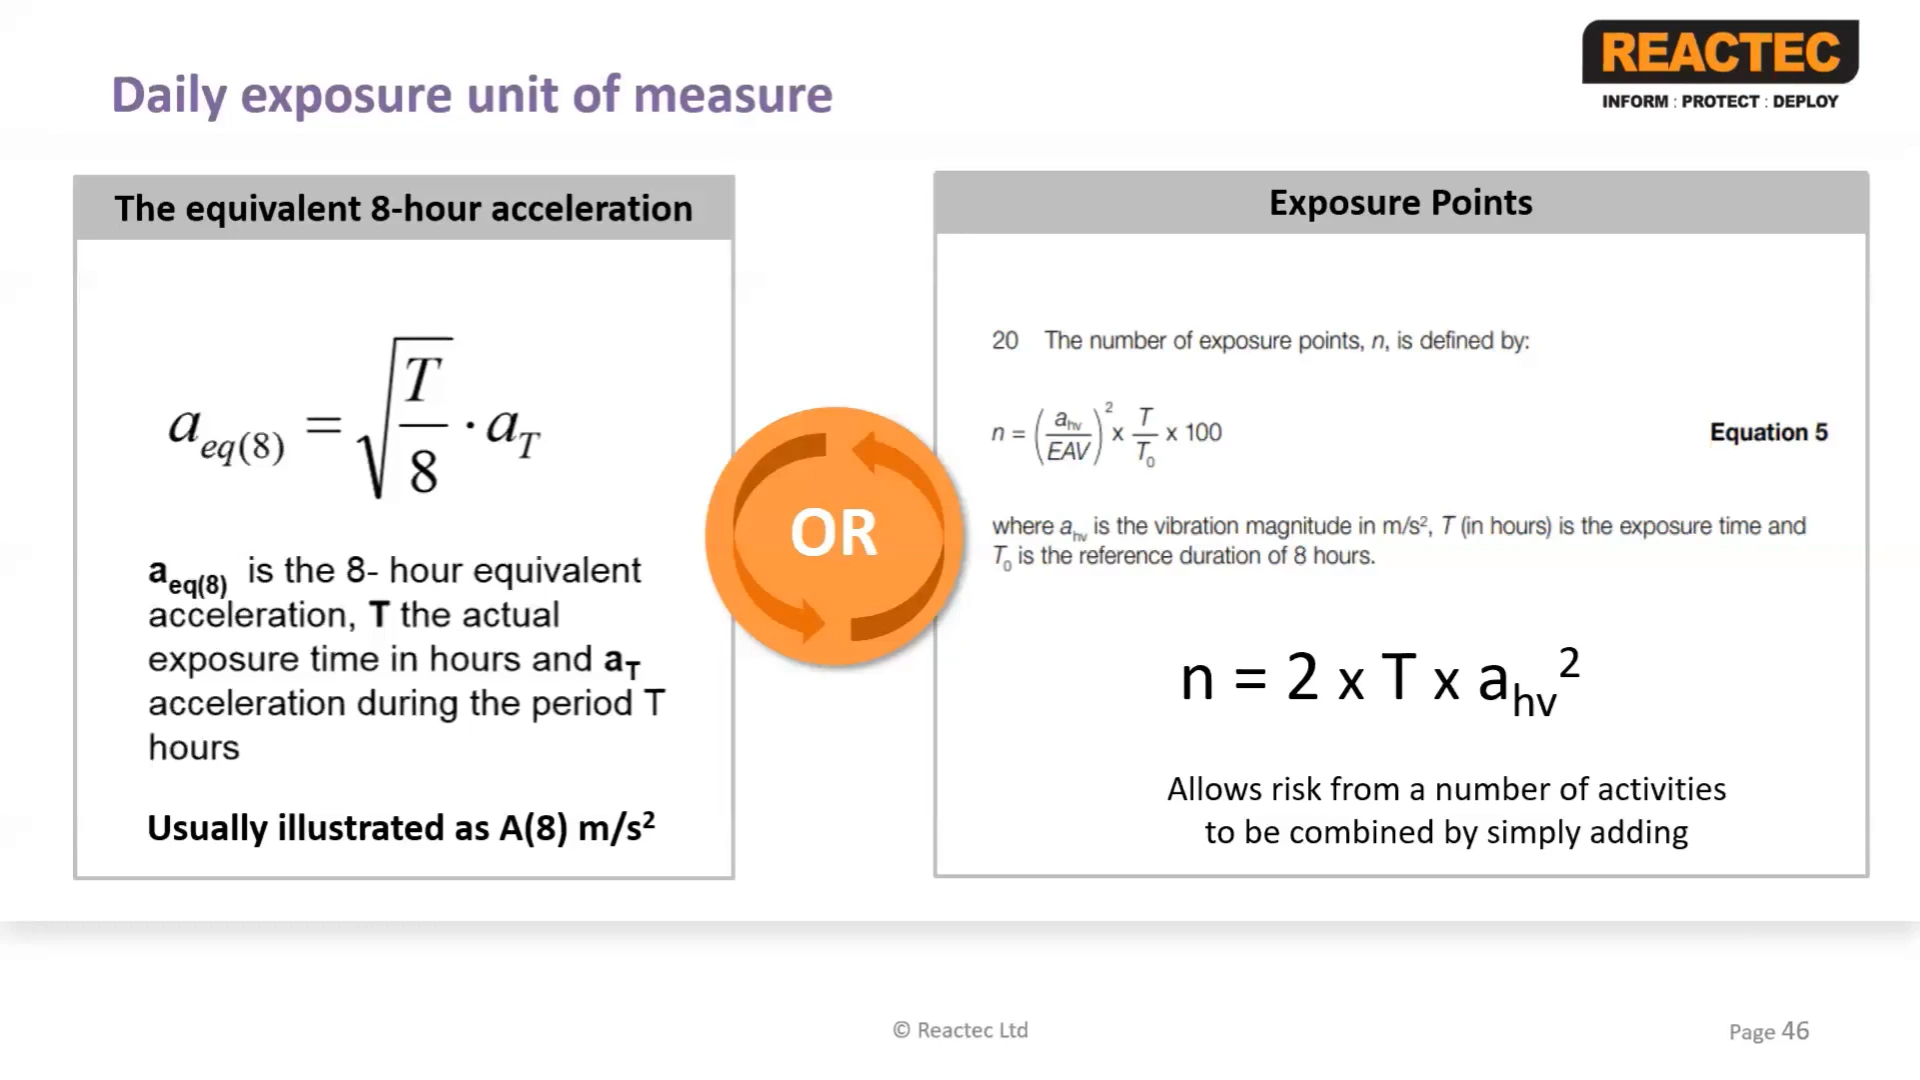 REACTEC
INFORM : PROTECT : DEPLOY
Daily exposure unit of measure
The equivalent 8-hour acceleration
a_eq(8) = √(T/8) · a_T
a_eq(8) is the 8- hour equivalent
acceleration, T the actual
exposure time in hours and a_T
acceleration during the period T
hours
Usually illustrated as A(8) m/s²
OR
Exposure Points
20 The number of exposure points, n, is defined by:
n = (a_hv/EAV)² x T/T₀ x 100
Equation 5
where a_hv is the vibration magnitude in m/s², T (in hours) is the exposure time and
T₀ is the reference duration of 8 hours.
n = 2 x T x a_hv²
Allows risk from a number of activities
to be combined by simply adding
© Reactec Ltd
Page 46